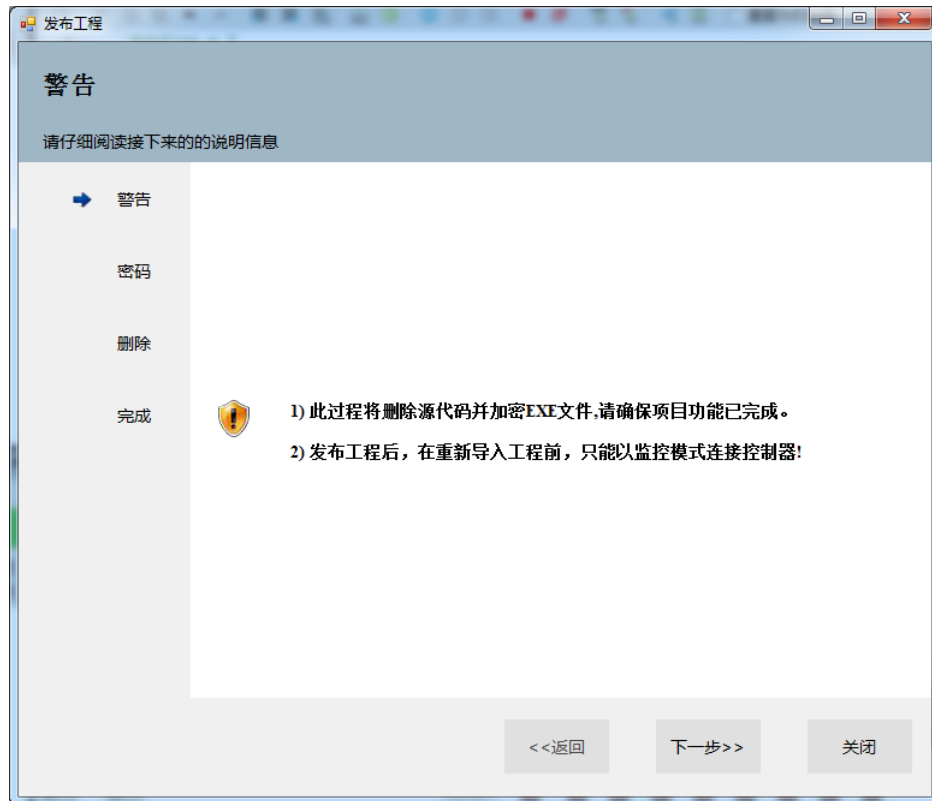 发布工程
警告
请仔细阅读接下来的的说明信息
警告
密码
删除
完成
1) 此过程将删除源代码并加密EXE文件,请确保项目功能已完成。
2) 发布工程后，在重新导入工程前，只能以监控模式连接控制器!
<<返回
下一步>>
关闭